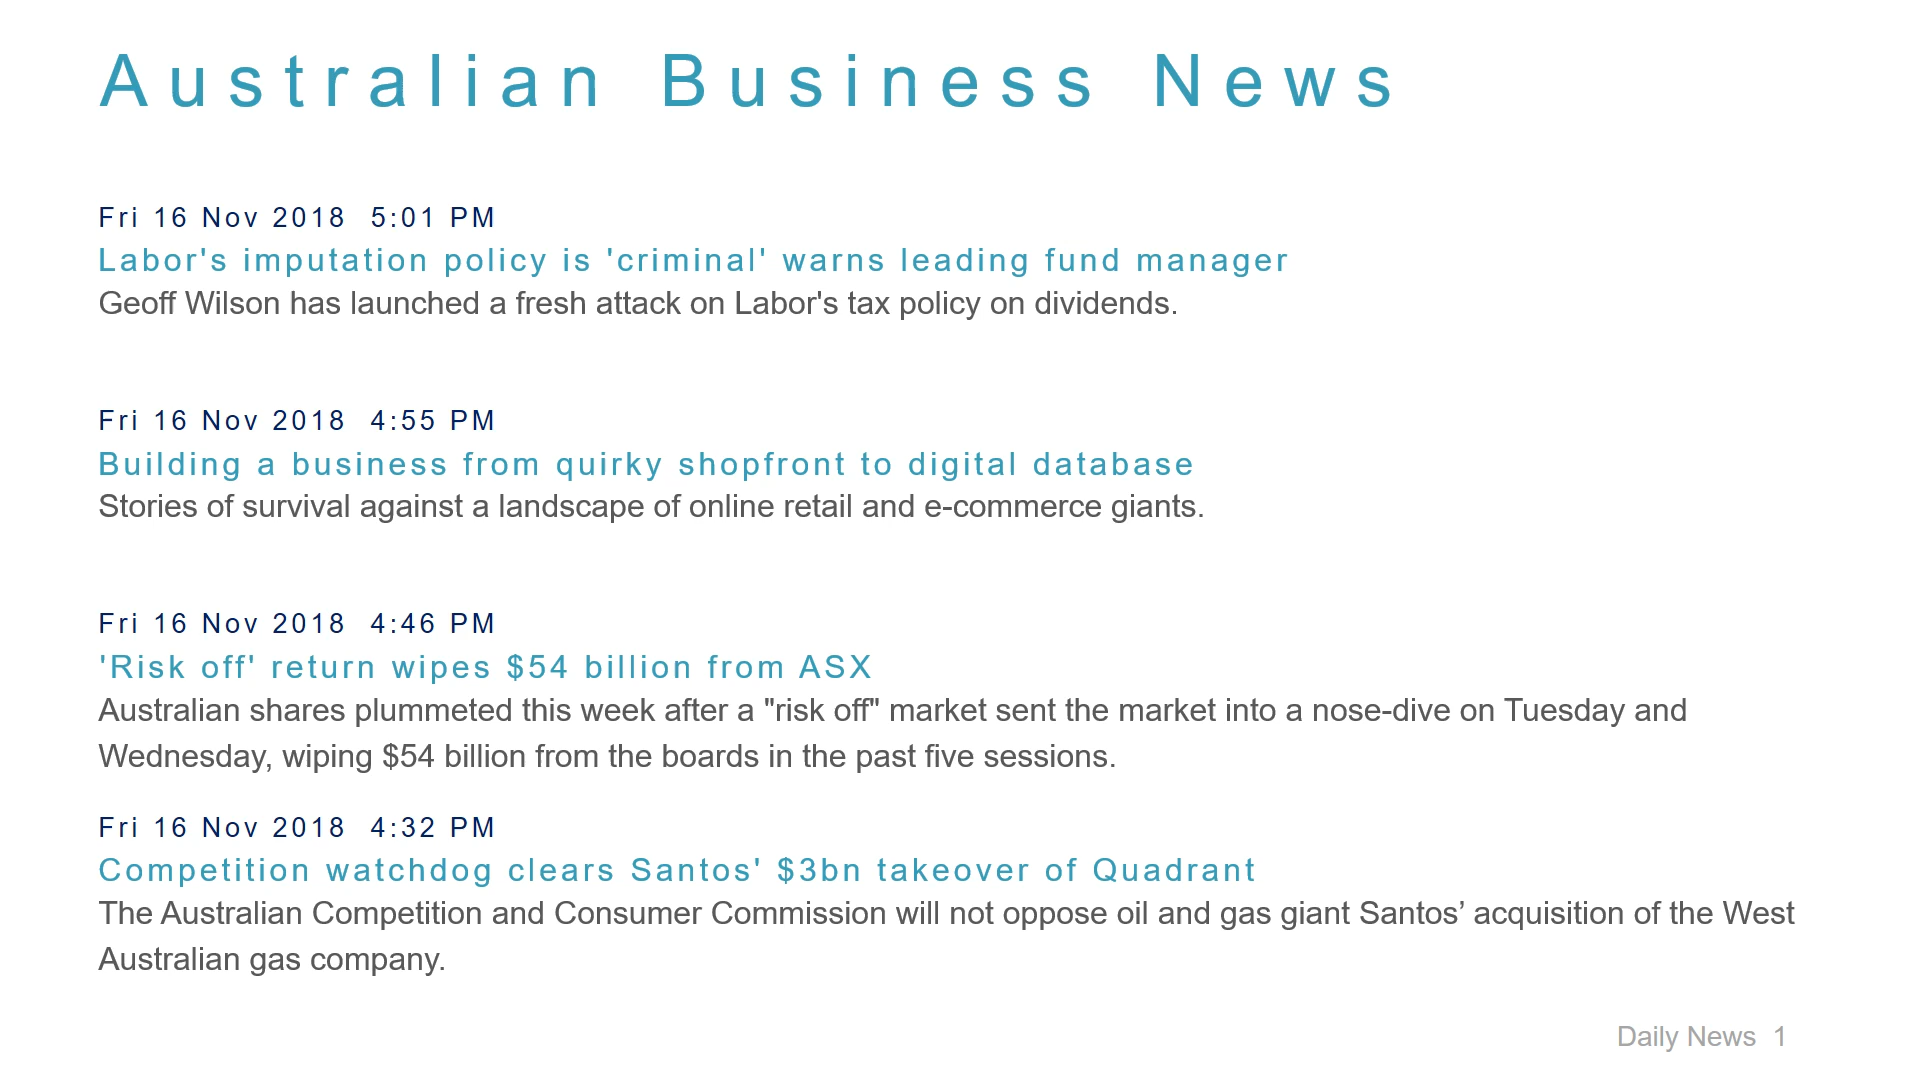 Australian Business News
Fri 16 Nov 2018  5:01 PM
Labor's imputation policy is 'criminal' warns leading fund manager
Geoff Wilson has launched a fresh attack on Labor's tax policy on dividends.
Fri 16 Nov 2018  4:55 PM
Building a business from quirky shopfront to digital database
Stories of survival against a landscape of online retail and e-commerce giants.
Fri 16 Nov 2018  4:46 PM
'Risk off' return wipes $54 billion from ASX
Australian shares plummeted this week after a "risk off" market sent the market into a nose-dive on Tuesday and
Wednesday, wiping $54 billion from the boards in the past five sessions.
Fri 16 Nov 2018  4:32 PM
Competition watchdog clears Santos' $3bn takeover of Quadrant
The Australian Competition and Consumer Commission will not oppose oil and gas giant Santos’ acquisition of the West
Australian gas company.
Daily News  1